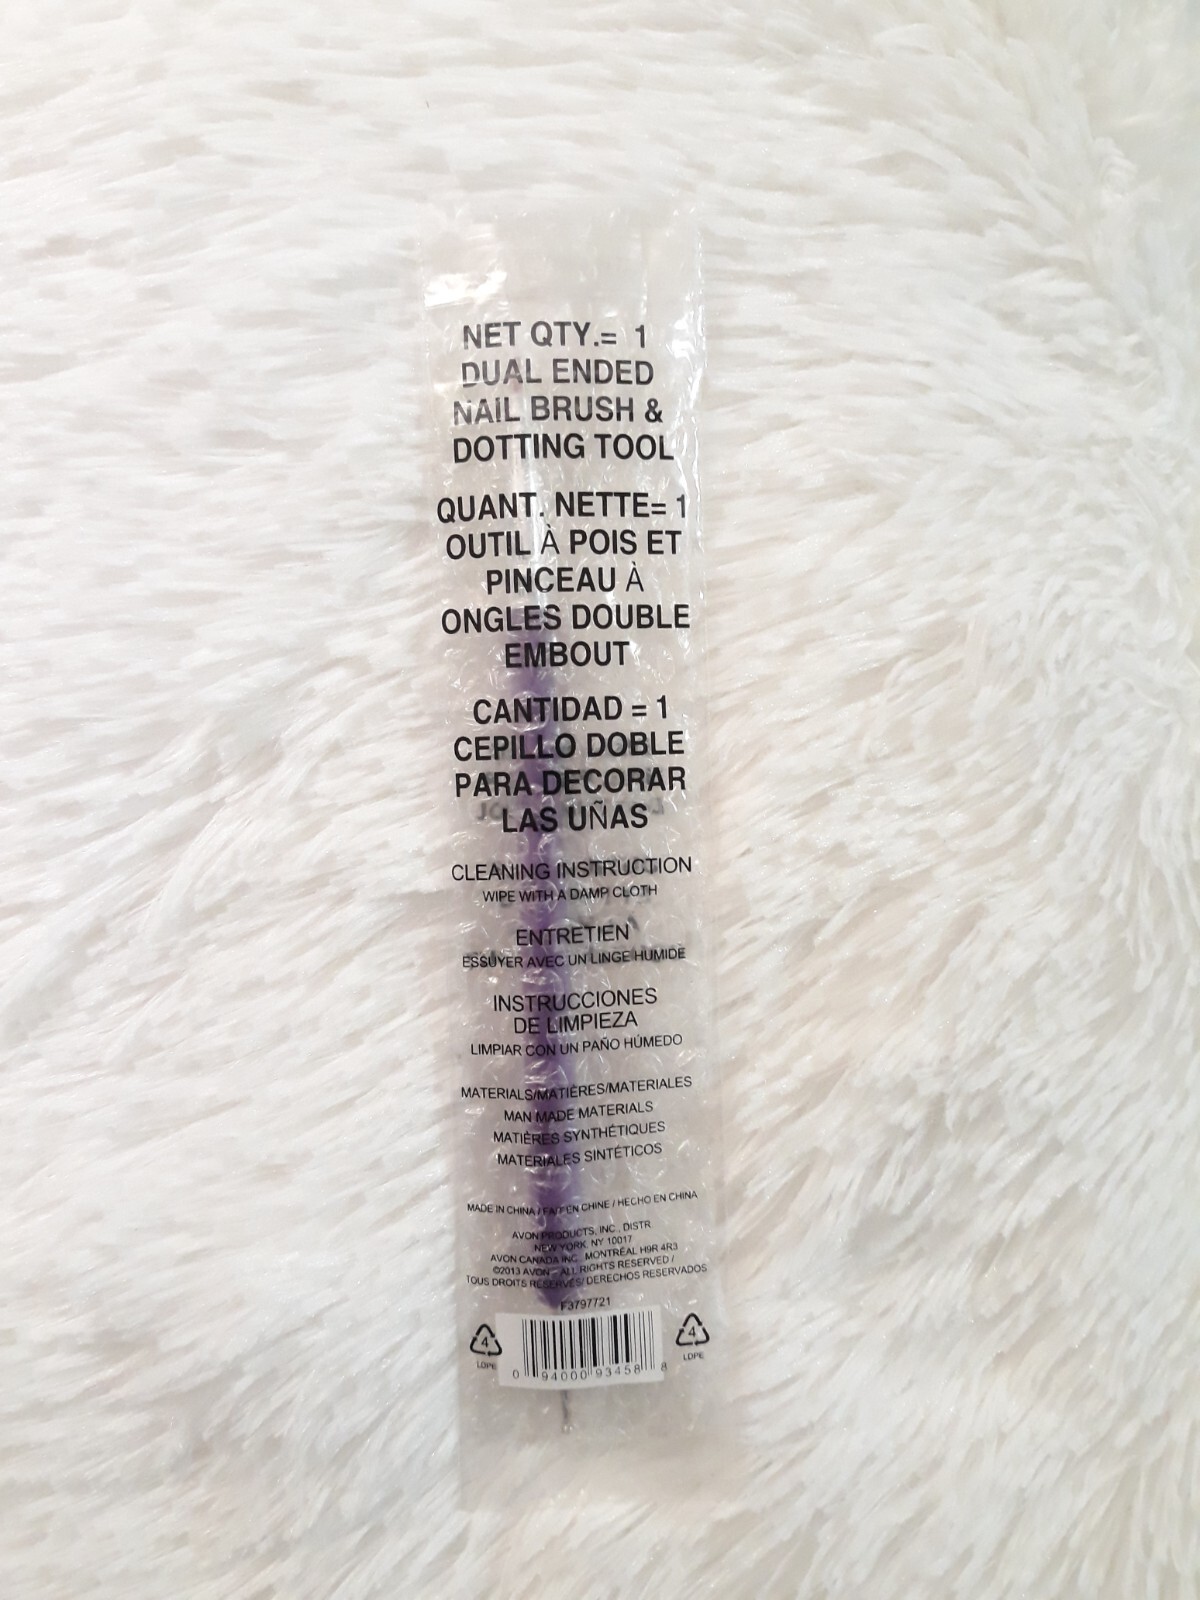 NET QTY.= 1
DUAL ENDED
NAIL BRUSH &
DOTTING TOOL
QUANT. NETTE= 1
OUTIL À POIS ET
PINCEAU À
ONGLES DOUBLE
EMBOUT
CANTIDAD = 1
CEPILLO DOBLE
PARA DECORAR
LAS UÑAS
CLEANING INSTRUCTION
WIPE WITH A DAMP CLOTH
ENTRETIEN
ESSUYER AVEC UN LINGE HUMIDE
INSTRUCCIONES
DE LIMPIEZA
LIMPIAR CON UN PAÑO HÚMEDO
MATERIALS/MATIÈRES/MATERIALES
MAN MADE MATERIALS
MATIÈRES SYNTHÉTIQUES
MATERIALES SINTÉTICOS
MADE IN CHINA / FAIT EN CHINE / HECHO EN CHINA
AVON PRODUCTS, INC., DISTR.
NEW YORK, NY 10017
AVON CANADA INC., MONTRÉAL H9R 4R3
©2013 AVON ALL RIGHTS RESERVED /
TOUS DROITS RESERVÉS/ DERECHOS RESERVADOS
F3797721
4
LDPE
0 94000 93458 8
4
LDPE